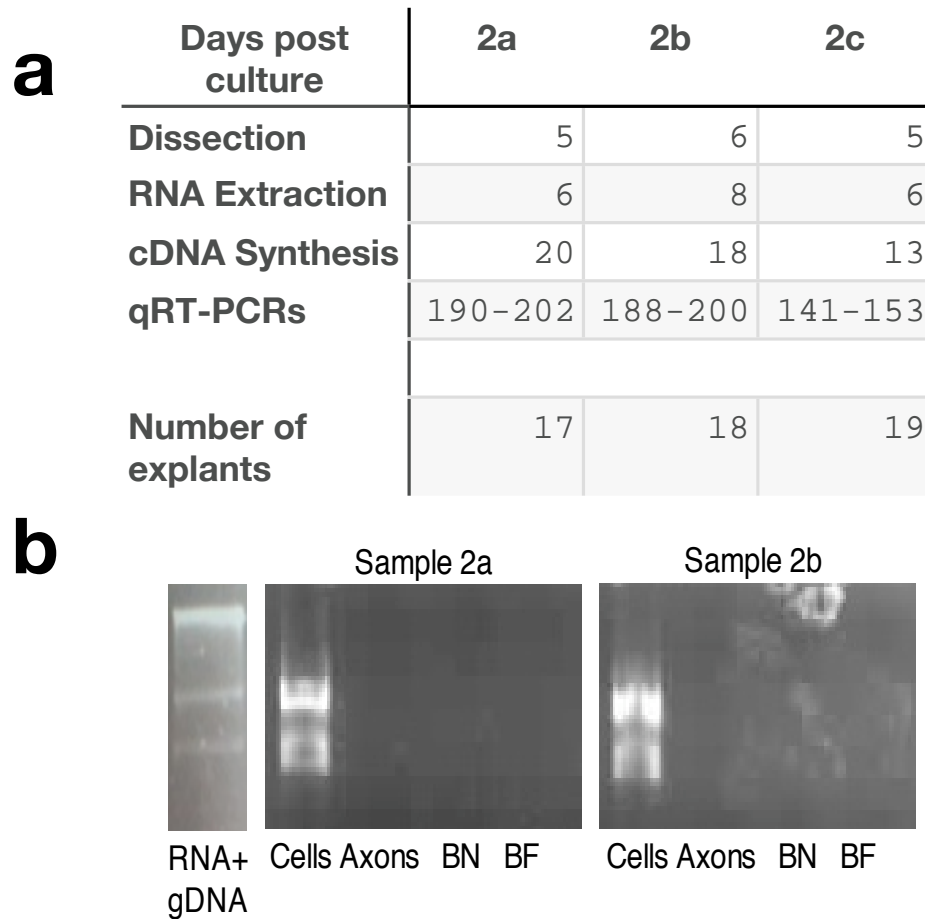 a
Days post culture 2a 2b 2c
Dissection 5 6 5
RNA Extraction 6 8 6
cDNA Synthesis 20 18 13
qRT-PCRs 190-202 188-200 141-153
Number of explants 17 18 19
b
Sample 2a Sample 2b
RNA+ gDNA Cells Axons BN BF Cells Axons BN BF